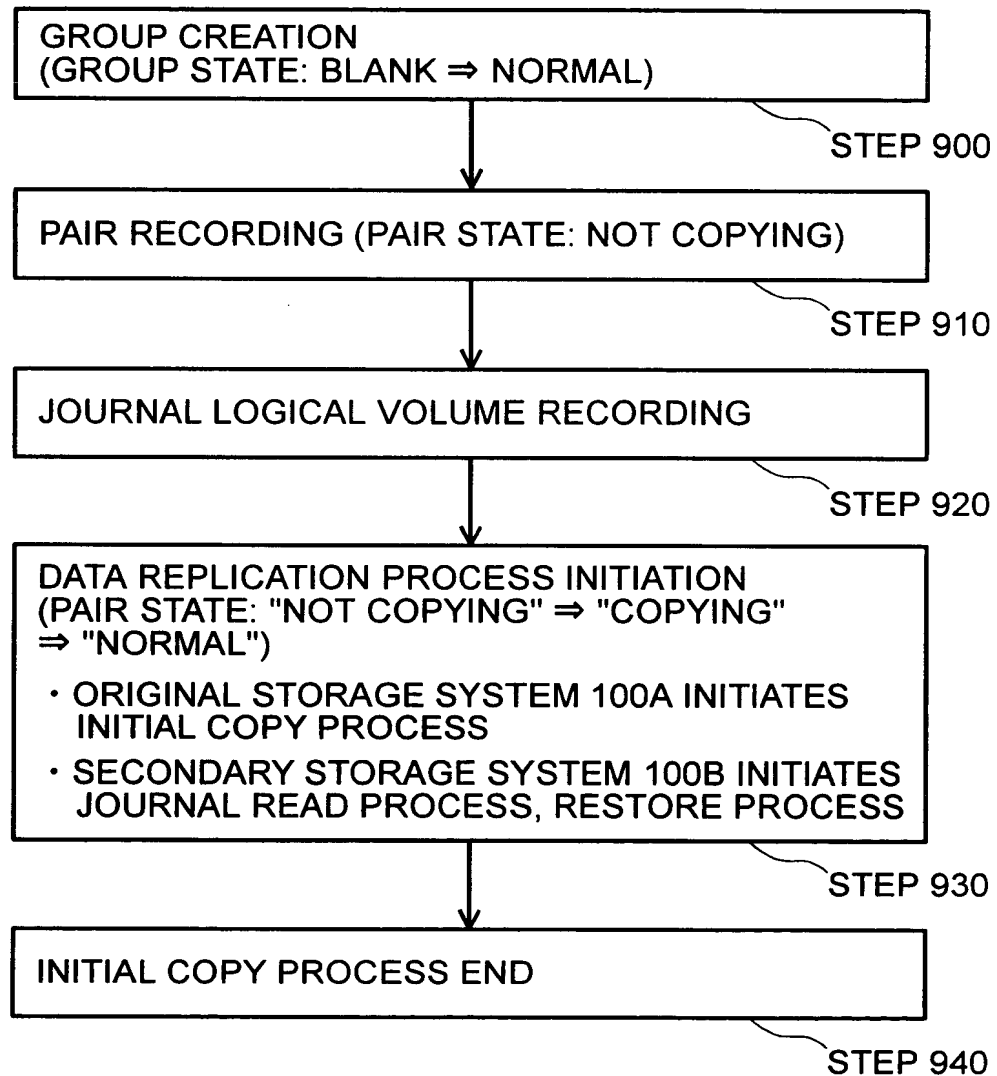 GROUP CREATION
(GROUP STATE: BLANK ⇒ NORMAL)
STEP 900
PAIR RECORDING (PAIR STATE: NOT COPYING)
STEP 910
JOURNAL LOGICAL VOLUME RECORDING
STEP 920
DATA REPLICATION PROCESS INITIATION
(PAIR STATE: "NOT COPYING" ⇒ "COPYING"
⇒ "NORMAL")
・ORIGINAL STORAGE SYSTEM 100A INITIATES
INITIAL COPY PROCESS
・SECONDARY STORAGE SYSTEM 100B INITIATES
JOURNAL READ PROCESS, RESTORE PROCESS
STEP 930
INITIAL COPY PROCESS END
STEP 940